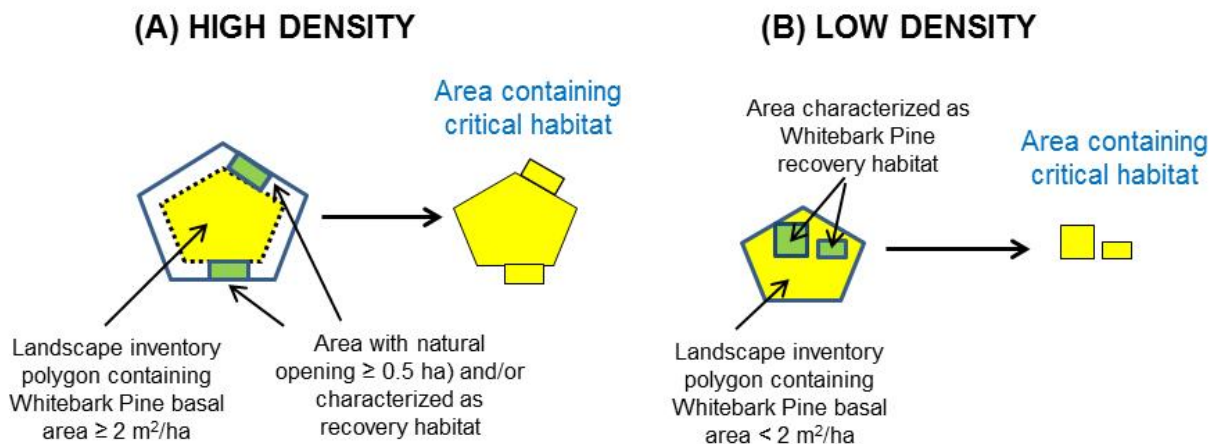 (A) HIGH DENSITY
Area containing
critical habitat
Landscape inventory
polygon containing
Whitebark Pine basal
area ≥ 2 m²/ha
Area with natural
opening ≥ 0.5 ha) and/or
characterized as
recovery habitat
(B) LOW DENSITY
Area characterized as
Whitebark Pine
recovery habitat
Area containing
critical habitat
Landscape inventory
polygon containing
Whitebark Pine basal
area < 2 m²/ha